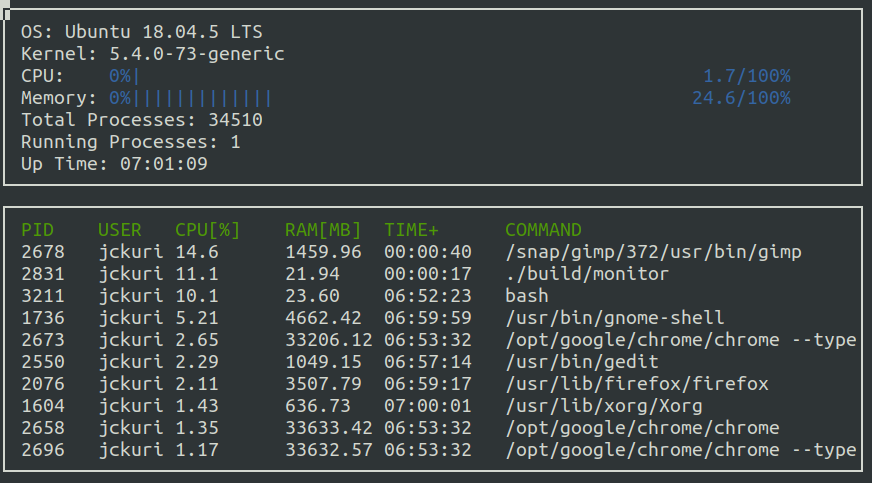 OS: Ubuntu 18.04.5 LTS
Kernel: 5.4.0-73-generic
CPU: 0%| 1.7/100%
Memory: 0%||||||||||||| 24.6/100%
Total Processes: 34510
Running Processes: 1
Up Time: 07:01:09
PID USER CPU[%] RAM[MB] TIME+ COMMAND
2678 jckuri 14.6 1459.96 00:00:40 /snap/gimp/372/usr/bin/gimp
2831 jckuri 11.1 21.94 00:00:17 ./build/monitor
3211 jckuri 10.1 23.60 06:52:23 bash
1736 jckuri 5.21 4662.42 06:59:59 /usr/bin/gnome-shell
2673 jckuri 2.65 33206.12 06:53:32 /opt/google/chrome/chrome --type
2550 jckuri 2.29 1049.15 06:57:14 /usr/bin/gedit
2076 jckuri 2.11 3507.79 06:59:17 /usr/lib/firefox/firefox
1604 jckuri 1.43 636.73 07:00:01 /usr/lib/xorg/Xorg
2658 jckuri 1.35 33633.42 06:53:32 /opt/google/chrome/chrome
2696 jckuri 1.17 33632.57 06:53:32 /opt/google/chrome/chrome --type